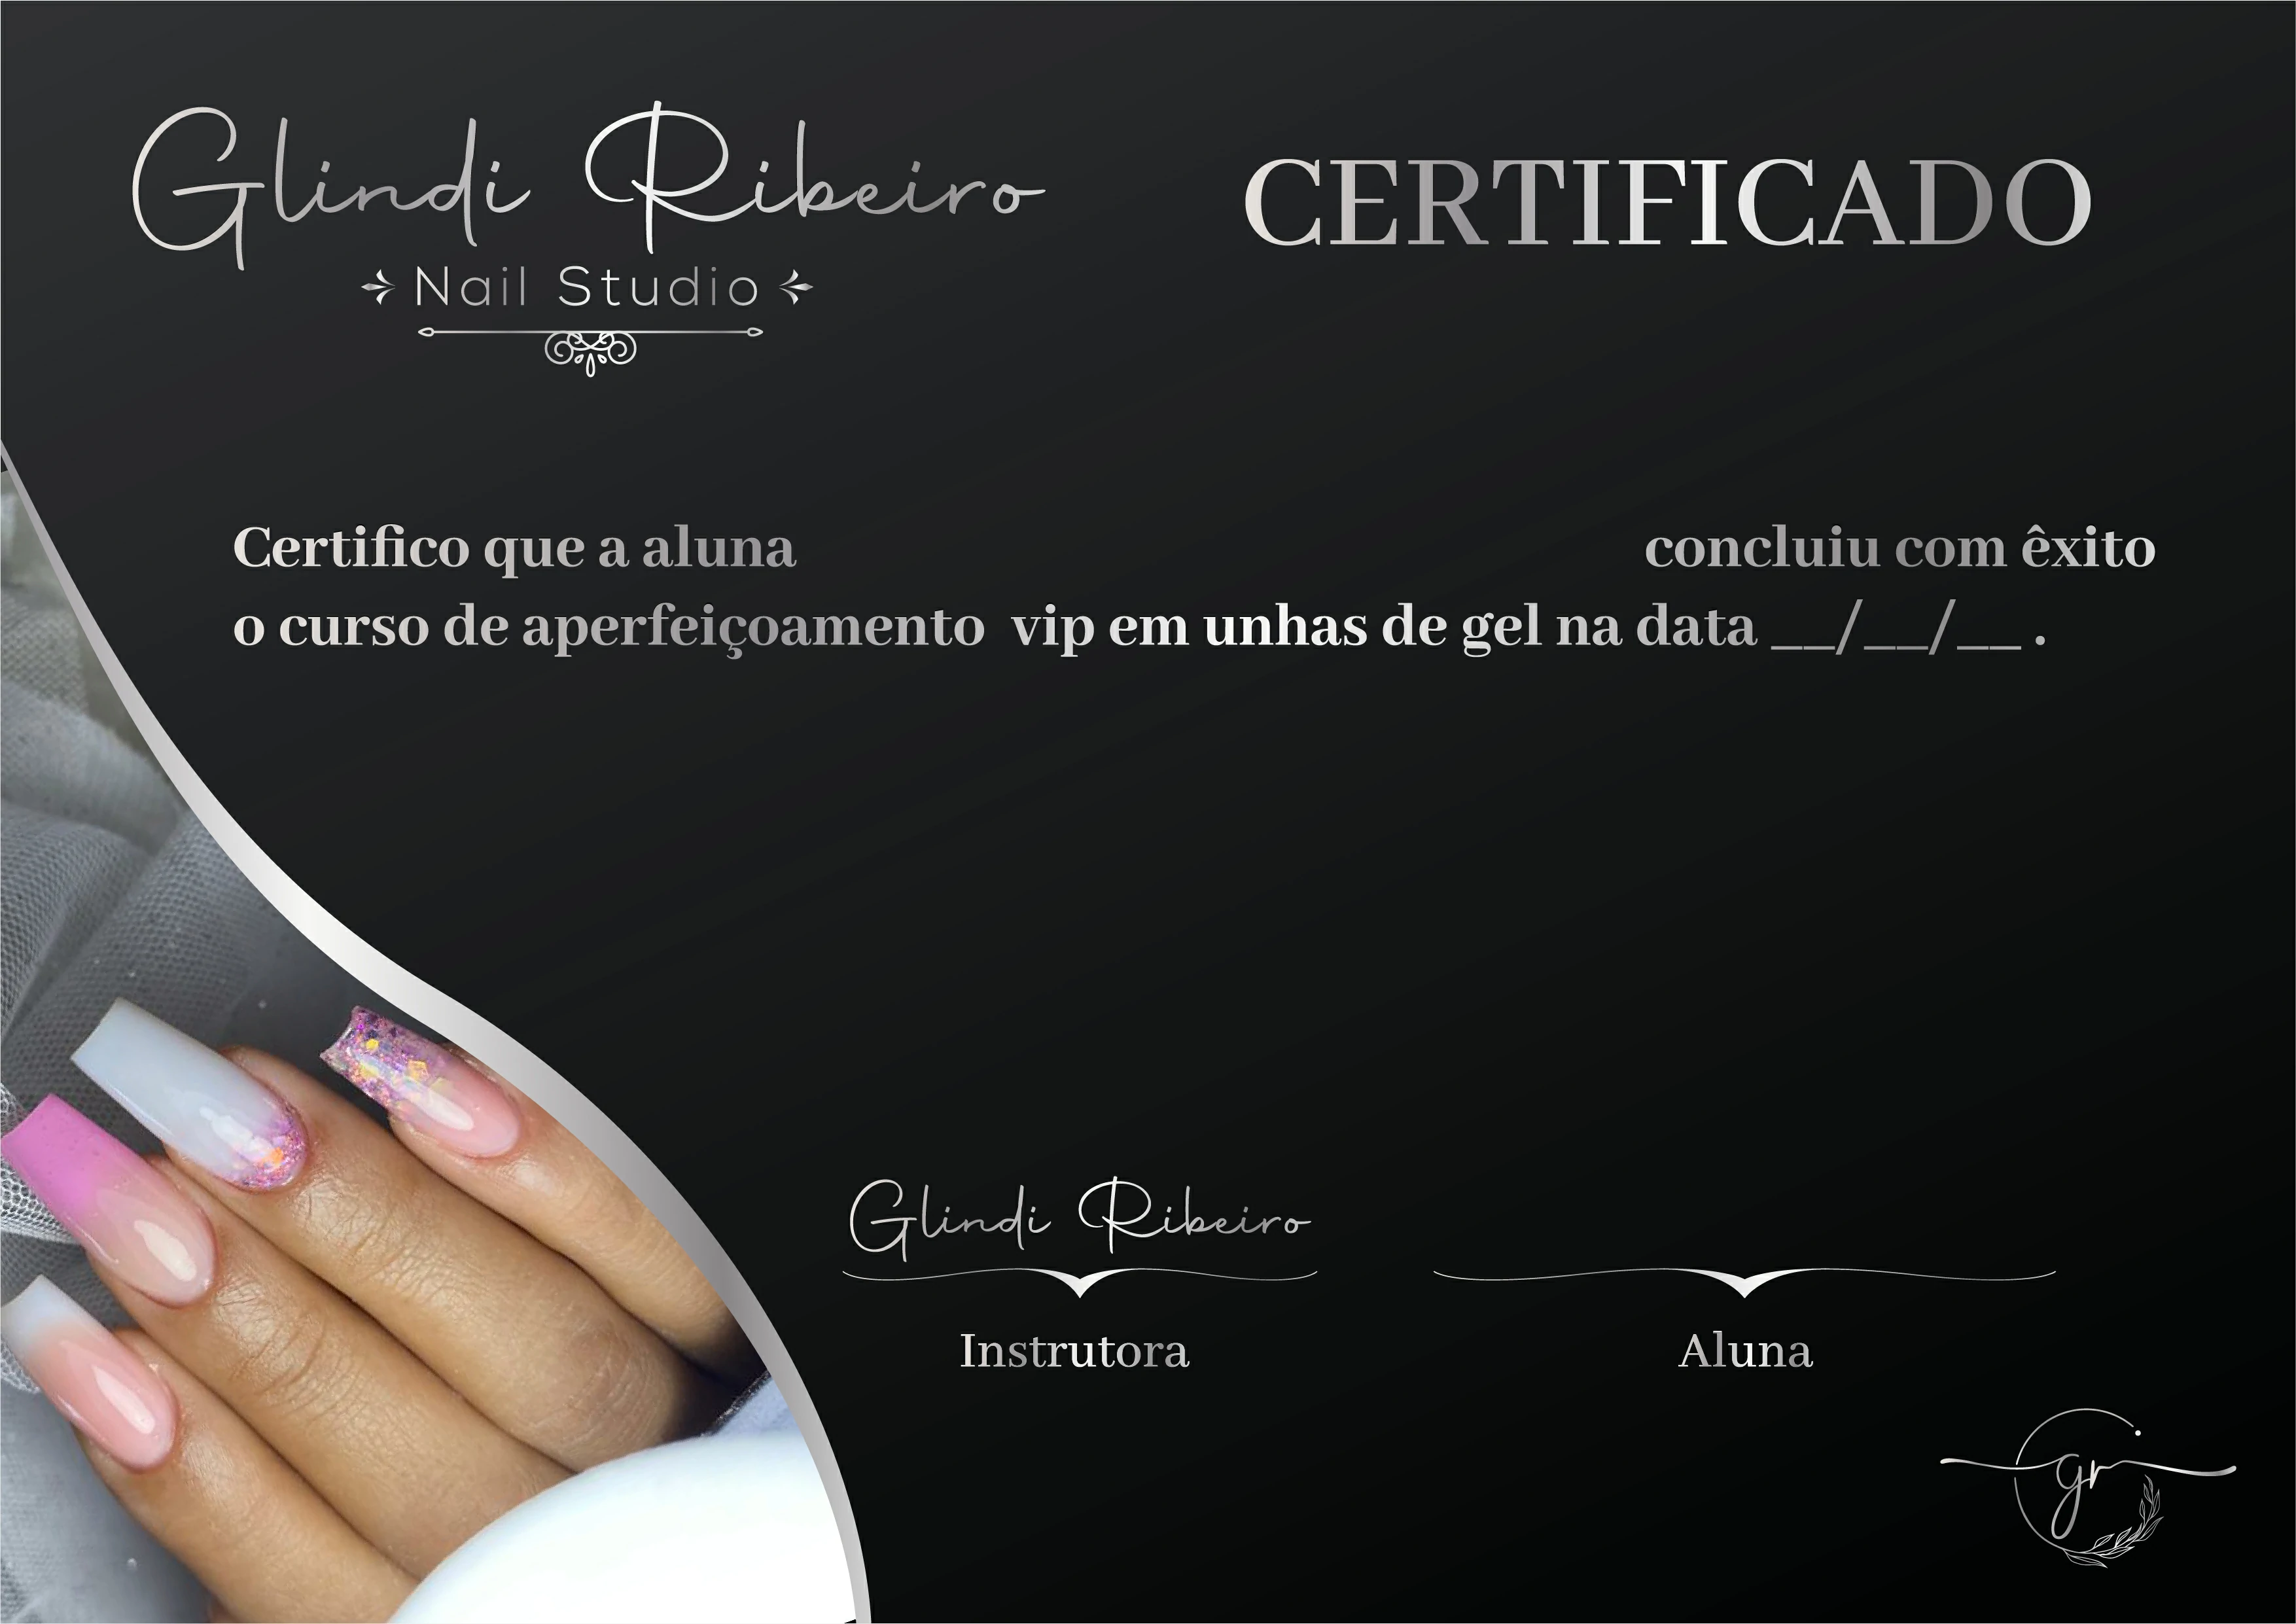 Glindi Ribeiro
Nail Studio
CERTIFICADO
Certifico que a aluna concluiu com êxito
o curso de aperfeiçoamento vip em unhas de gel na data __/__/__ .
Glindi Ribeiro
Instrutora
Aluna
gr